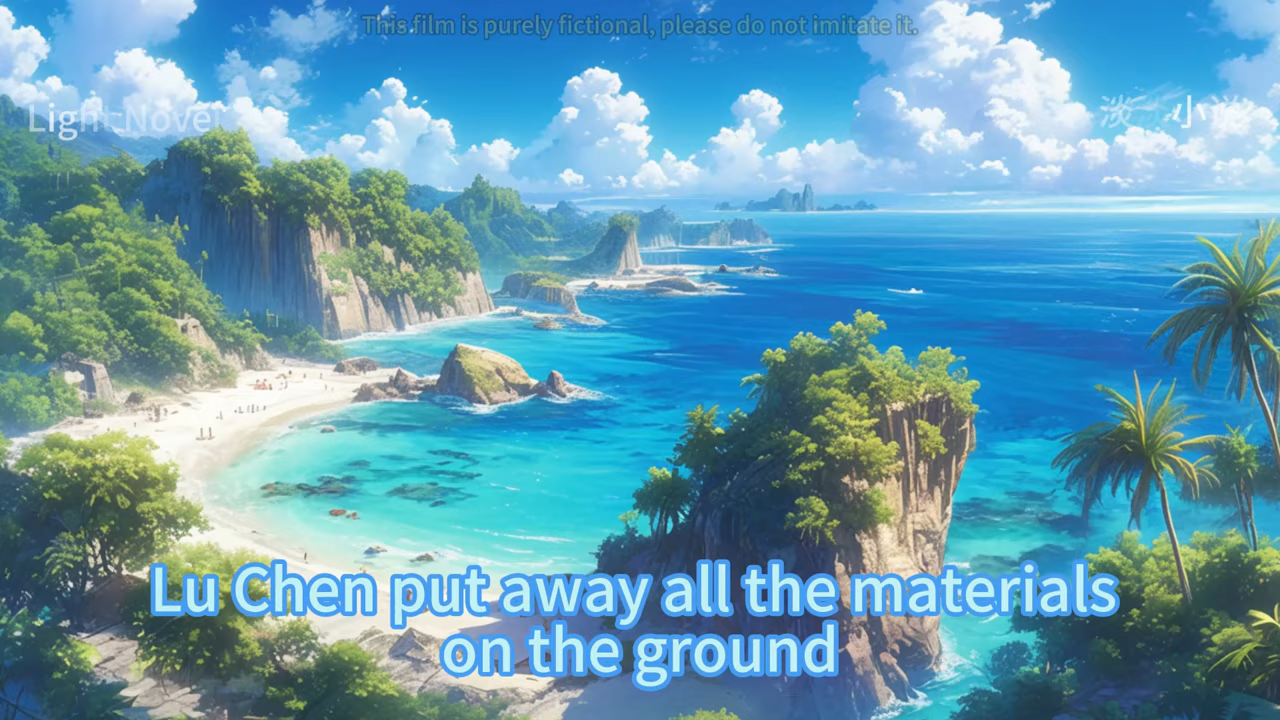 This film is purely fictional, please do not imitate it.
Light Novel
小
Lu Chen put away all the materials
on the ground